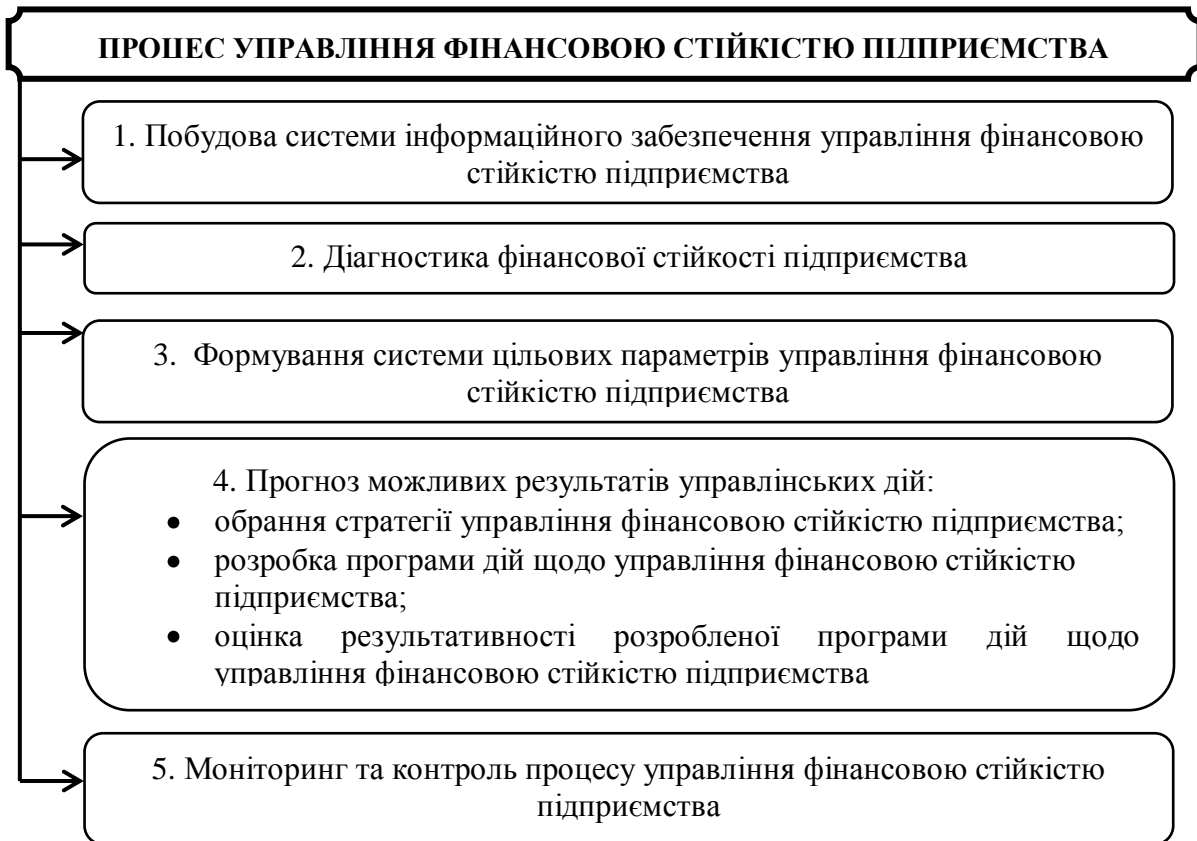 ПРОЦЕС УПРАВЛІННЯ ФІНАНСОВОЮ СТІЙКІСТЮ ПІДПРИЄМСТВА
1. Побудова системи інформаційного забезпечення управління фінансовою
стійкістю підприємства
2. Діагностика фінансової стійкості підприємства
3. Формування системи цільових параметрів управління фінансовою
стійкістю підприємства
4. Прогноз можливих результатів управлінських дій:
• обрання стратегії управління фінансовою стійкістю підприємства;
• розробка програми дій щодо управління фінансовою стійкістю
підприємства;
• оцінка результативності розробленої програми дій щодо
управління фінансовою стійкістю підприємства
5. Моніторинг та контроль процесу управління фінансовою стійкістю
підприємства